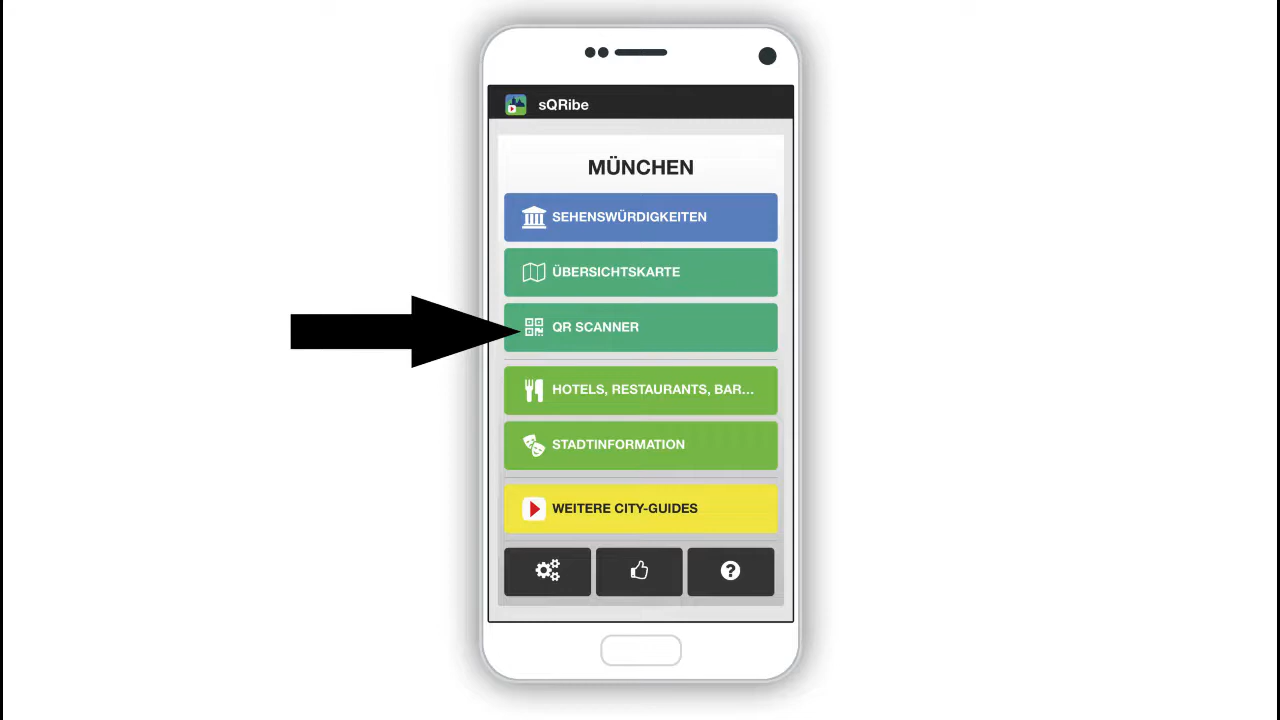 sQRibe
MÜNCHEN
SEHENSWÜRDIGKEITEN
ÜBERSICHTSKARTE
QR SCANNER
HOTELS, RESTAURANTS, BAR...
STADTINFORMATION
WEITERE CITY-GUIDES